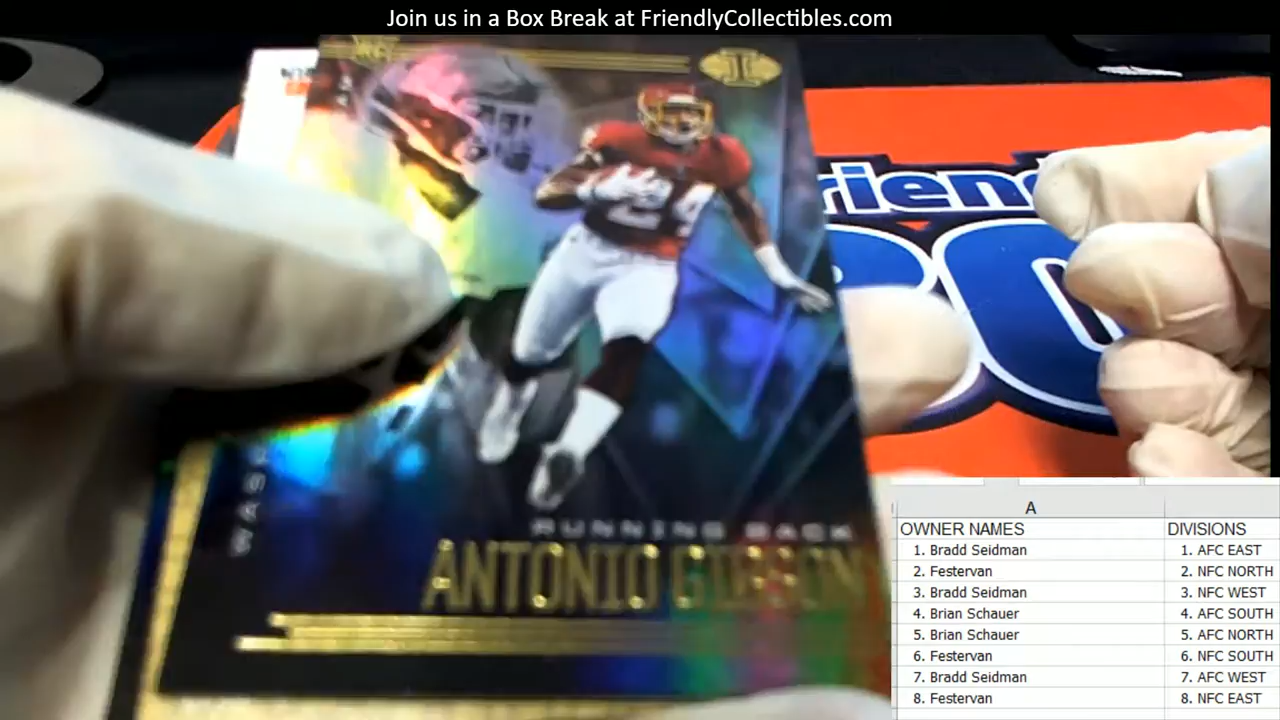 Join us in a Box Break at FriendlyCollectibles.com
RUNNING BACK
ANTONIO GIBSON
A
OWNER NAMES DIVISIONS
1. Bradd Seidman 1. AFC EAST
2. Festervan 2. NFC NORTH
3. Bradd Seidman 3. NFC WEST
4. Brian Schauer 4. AFC SOUTH
5. Brian Schauer 5. AFC NORTH
6. Festervan 6. NFC SOUTH
7. Bradd Seidman 7. AFC WEST
8. Festervan 8. NFC EAST